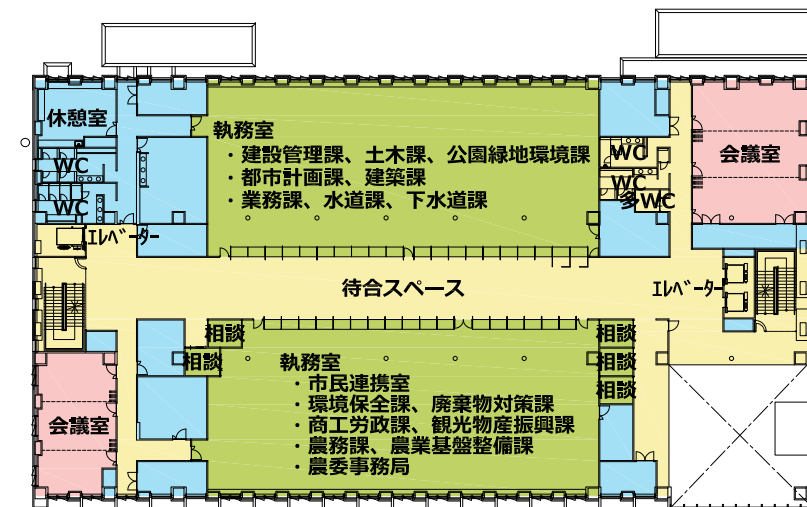 休憩室
執務室
・建設管理課、土木課、公園緑地環境課
・都市計画課、建築課
・業務課、水道課、下水道課
WC
WC
WC
WC
多WC
会議室
エレベーター
待合スペース
エレベーター
相談
相談
相談
相談
相談
執務室
・市民連携室
・環境保全課、廃棄物対策課
・商工労政課、観光物産振興課
・農務課、農業基盤整備課
・農委事務局
会議室